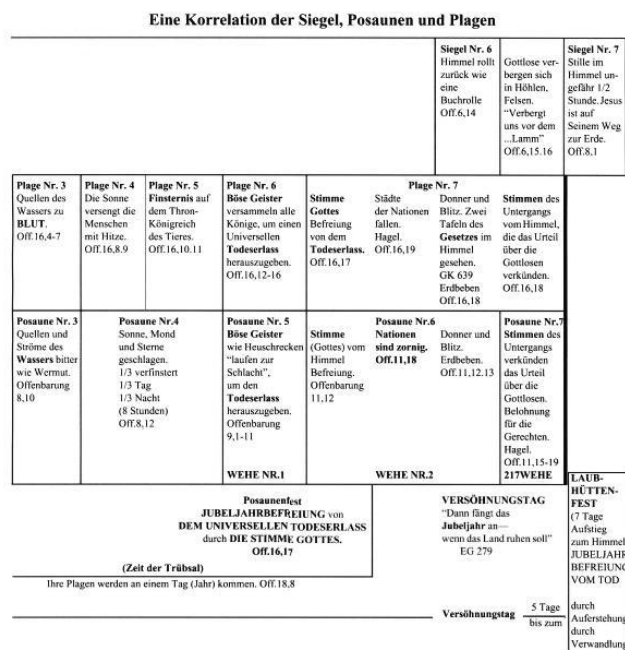 Eine Korrelation der Siegel, Posaunen und Plagen
Siegel Nr. 6
Himmel rollt
zurück wie
eine
Buchrolle
Off.6,14
Gottlose ver-
bergen sich
in Höhlen,
Felsen.
“Verbergt
uns vor dem
...Lamm”
Off.6,15.16
Siegel Nr. 7
Stille im
Himmel un-
gefähr 1/2
Stunde.Jesus
ist auf
Seinem Weg
zur Erde.
Off.8,1
Plage Nr. 3
Quellen des
Wassers zu
BLUT.
Off.16,4-7
Plage Nr. 4
Die Sonne
versengt die
Menschen
mit Hitze.
Off.16,8.9
Plage Nr. 5
Finsternis auf
dem Thron-
Königreich
des Tieres.
Off.16,10.11
Plage Nr. 6
Böse Geister
versammeln alle
Könige, um einen
Universellen
Todeserlass
herauszugeben.
Off.16,12-16
Plage Nr. 7
Stimme
Gottes
Befreiung
von dem
Todeserlass.
Off.16,17
Städte
der Nationen
fallen.
Hagel.
Off.16,19
Donner und
Blitz. Zwei
Tafeln des
Gesetzes im
Himmel
gesehen.
GK 639
Erdbeben
Off.16,18
Stimmen des
Untergangs
vom Himmel,
die das Urteil
über die
Gottlosen
verkünden.
Off.16,18
Posaune Nr. 3
Quellen und
Ströme des
Wassers bitter
wie Wermut.
Offenbarung
8,10
Posaune Nr.4
Sonne, Mond
und Sterne
geschlagen.
1/3 verfinstert
1/3 Tag
1/3 Nacht
(8 Stunden)
Off.8,12
Posaune Nr. 5
Böse Geister
wie Heuschrecken
“laufen zur
Schlacht”,
um den
Todeserlass
herauszugeben.
Offenbarung
9,1-11
WEHE NR.1
Posaune Nr.6
Stimme
(Gottes) vom
Himmel
Befreiung.
Offenbarung
11,12
Nationen
sind zornig.
Off.11,18
Donner und
Blitz.
Erdbeben.
Off.11,12.13
WEHE NR.2
Posaune Nr.7
Stimmen des
Untergangs
verkünden
das Urteil
über die
Gottlosen.
Belohnung
für die
Gerechten.
Hagel.
Off.11,15-19
217WEHE
Posaunenfest
JUBELJAHRBEFREIUNG von
DEM UNIVERSELLEN TODESERLASS
durch DIE STIMME GOTTES.
Off.16,17
(Zeit der Trübsal)
VERSÖHNUNGSTAG
“Dann fängt das
Jubeljahr an—
wenn das Land ruhen soll”
EG 279
LAUB-
HÜTTEN-
FEST
(7 Tage
Aufstieg
zum Himmel
JUBELJAHR
BEFREIUNG
VOM TOD
durch
Auferstehung
durch
Verwandlung
Ihre Plagen werden an einem Tag (Jahr) kommen. Off.18,8
Versöhnungstag
5 Tage
bis zum